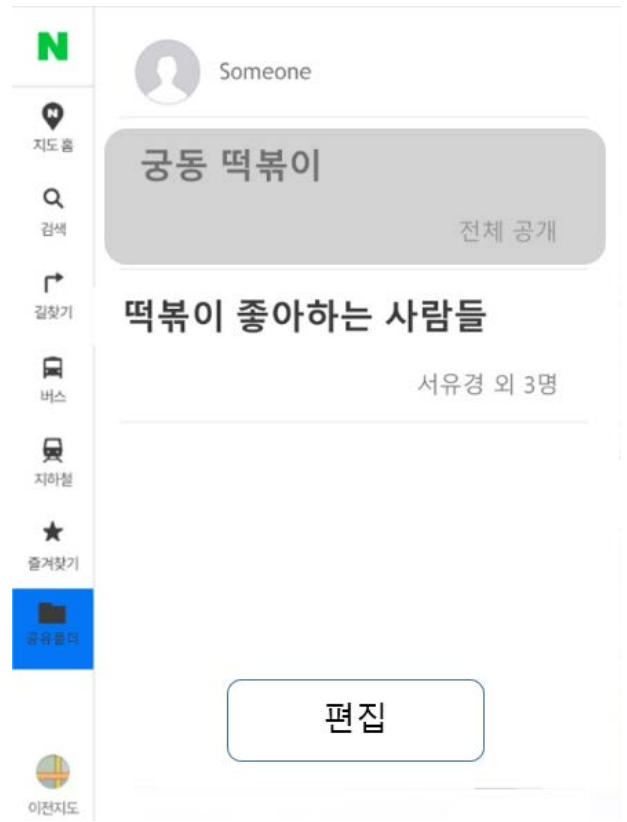 N
지도 홈
검색
길찾기
버스
지하철
즐겨찾기
공유폴더
이전지도
Someone
궁동 떡볶이
전체 공개
떡볶이 좋아하는 사람들
서유경 외 3명
편집